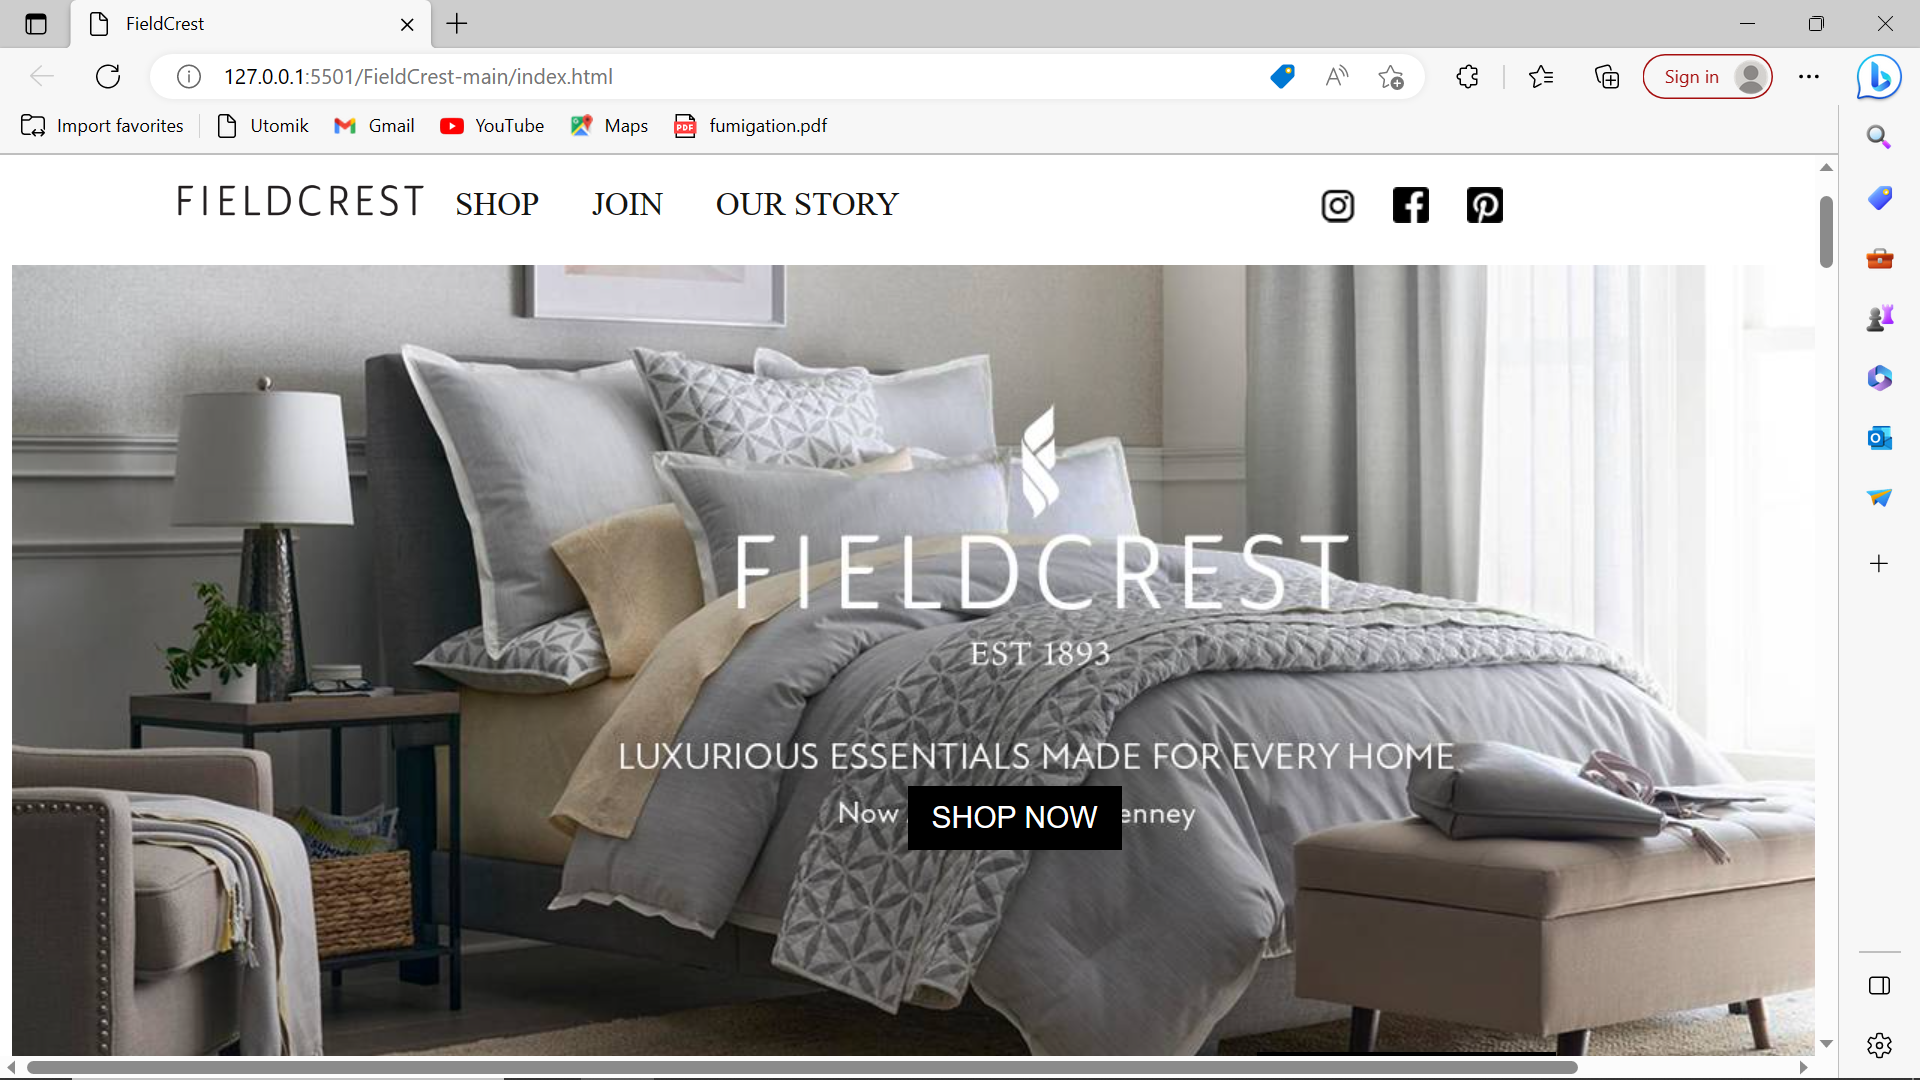 FieldCrest
127.0.0.1:5501/FieldCrest-main/index.html
Sign in
Import favorites
Utomik
Gmail
YouTube
Maps
PDF
fumigation.pdf
FIELDCREST
SHOP
JOIN
OUR STORY
FIELDCREST
EST 1893
LUXURIOUS ESSENTIALS MADE FOR EVERY HOME
Now
SHOP NOW
enney